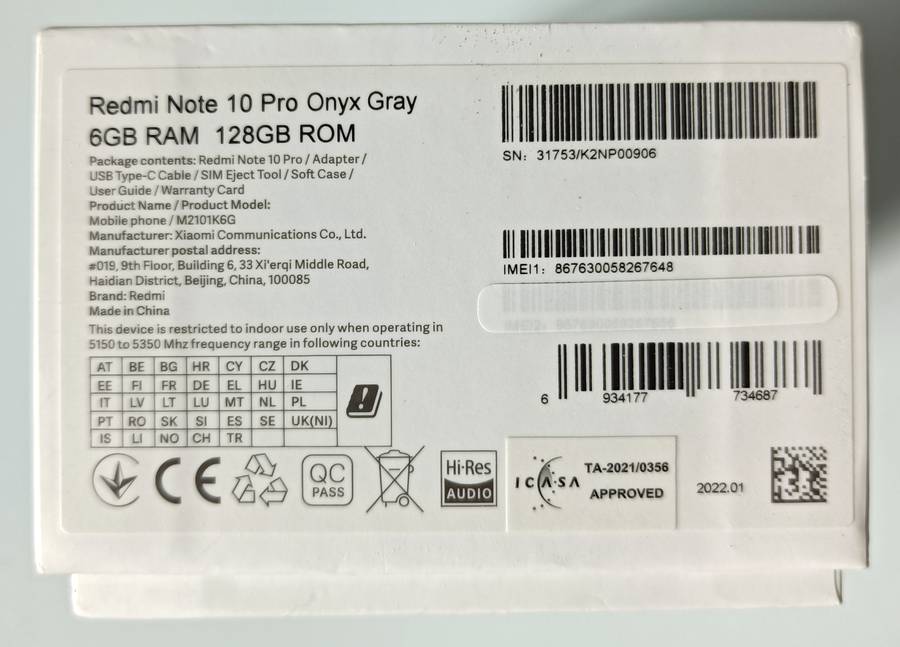 Redmi Note 10 Pro Onyx Gray
6GB RAM 128GB ROM
Package contents: Redmi Note 10 Pro / Adapter /
USB Type-C Cable / SIM Eject Tool / Soft Case /
User Guide / Warranty Card
Product Name / Product Model:
Mobile phone / M2101K6G
Manufacturer: Xiaomi Communications Co., Ltd.
Manufacturer postal address:
#019, 9th Floor, Building 6, 33 Xi'erqi Middle Road,
Haidian District, Beijing, China, 100085
Brand: Redmi
Made in China
This device is restricted to indoor use only when operating in
5150 to 5350 Mhz frequency range in following countries:
AT BE BG HR CY CZ DK
EE FI FR DE EL HU IE
IT LV LT LU MT NL PL
PT RO SK SI ES SE UK(NI)
IS LI NO CH TR
SN: 31753/K2NP00906
IMEI1: 867630058267648
6 934177 734687
CE
QC
PASS
Hi-Res
AUDIO
ICASA
TA-2021/0356
APPROVED
2022.01